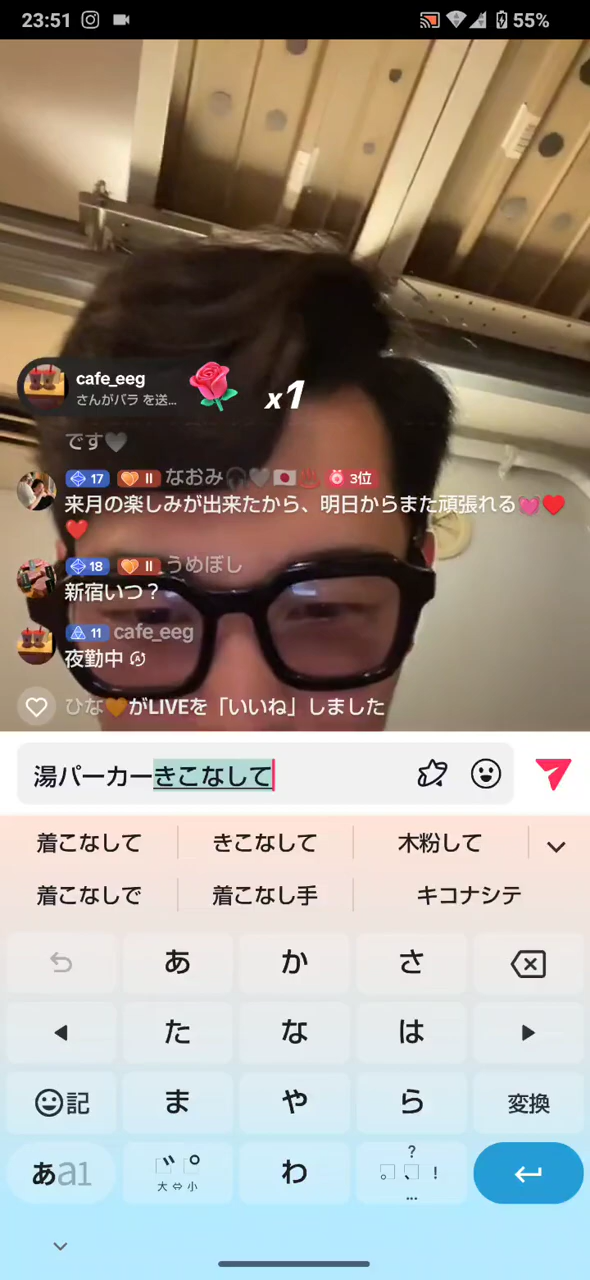 23:51
55%
cafe_eeg
さんがバラ を送...
x1
です🖤
17 II なおみ🎧🖤🇯🇵♨️ 3位
来月の楽しみが出来たから、明日からまた頑張れる💓❤️
❤️
18 II うめぼし
新宿いつ？
11 cafe_eeg
夜勤中
ひな🧡がLIVEを「いいね」しました
湯パーカーきこなして
着こなして きこなして 木粉して
着こなしで 着こなし手 キコナシテ
あ か さ
た な は
記 ま や ら 変換
あa1 大⇔小 わ 。、?!...